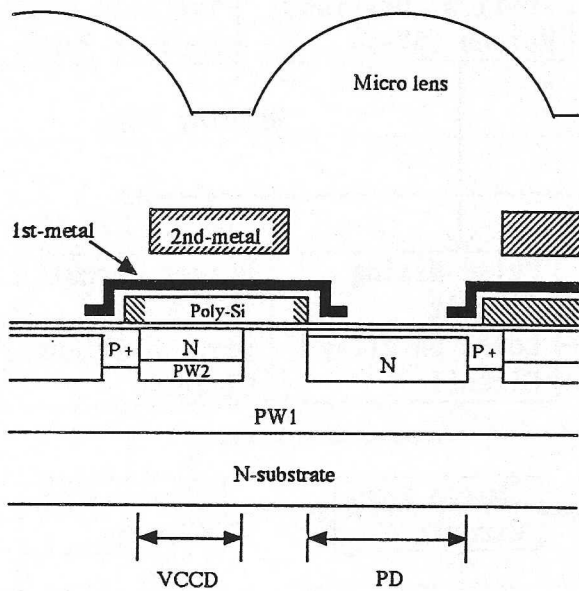 Micro lens
1st-metal
2nd-metal
Poly-Si
P+
N
PW2
N
P+
PW1
N-substrate
VCCD
PD